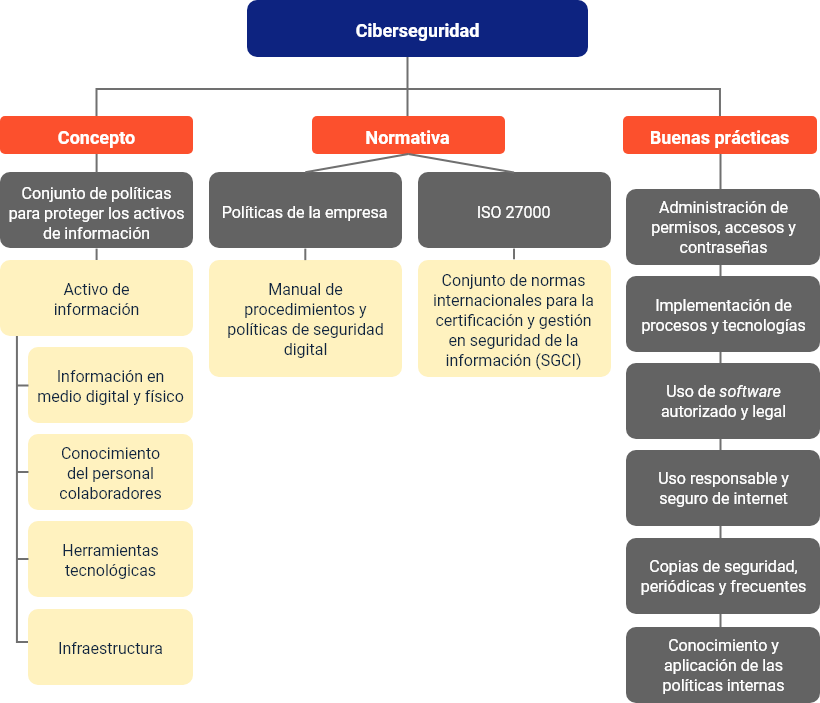 Ciberseguridad
Concepto
Conjunto de políticas
para proteger los activos
de información
Activo de
información
Información en
medio digital y físico
Conocimiento
del personal
colaboradores
Herramientas
tecnológicas
Infraestructura
Normativa
Políticas de la empresa
Manual de
procedimientos y
políticas de seguridad
digital
ISO 27000
Conjunto de normas
internacionales para la
certificación y gestión
en seguridad de la
información (SGCI)
Buenas prácticas
Administración de
permisos, accesos y
contraseñas
Implementación de
procesos y tecnologías
Uso de software
autorizado y legal
Uso responsable y
seguro de internet
Copias de seguridad,
periódicas y frecuentes
Conocimiento y
aplicación de las
políticas internas